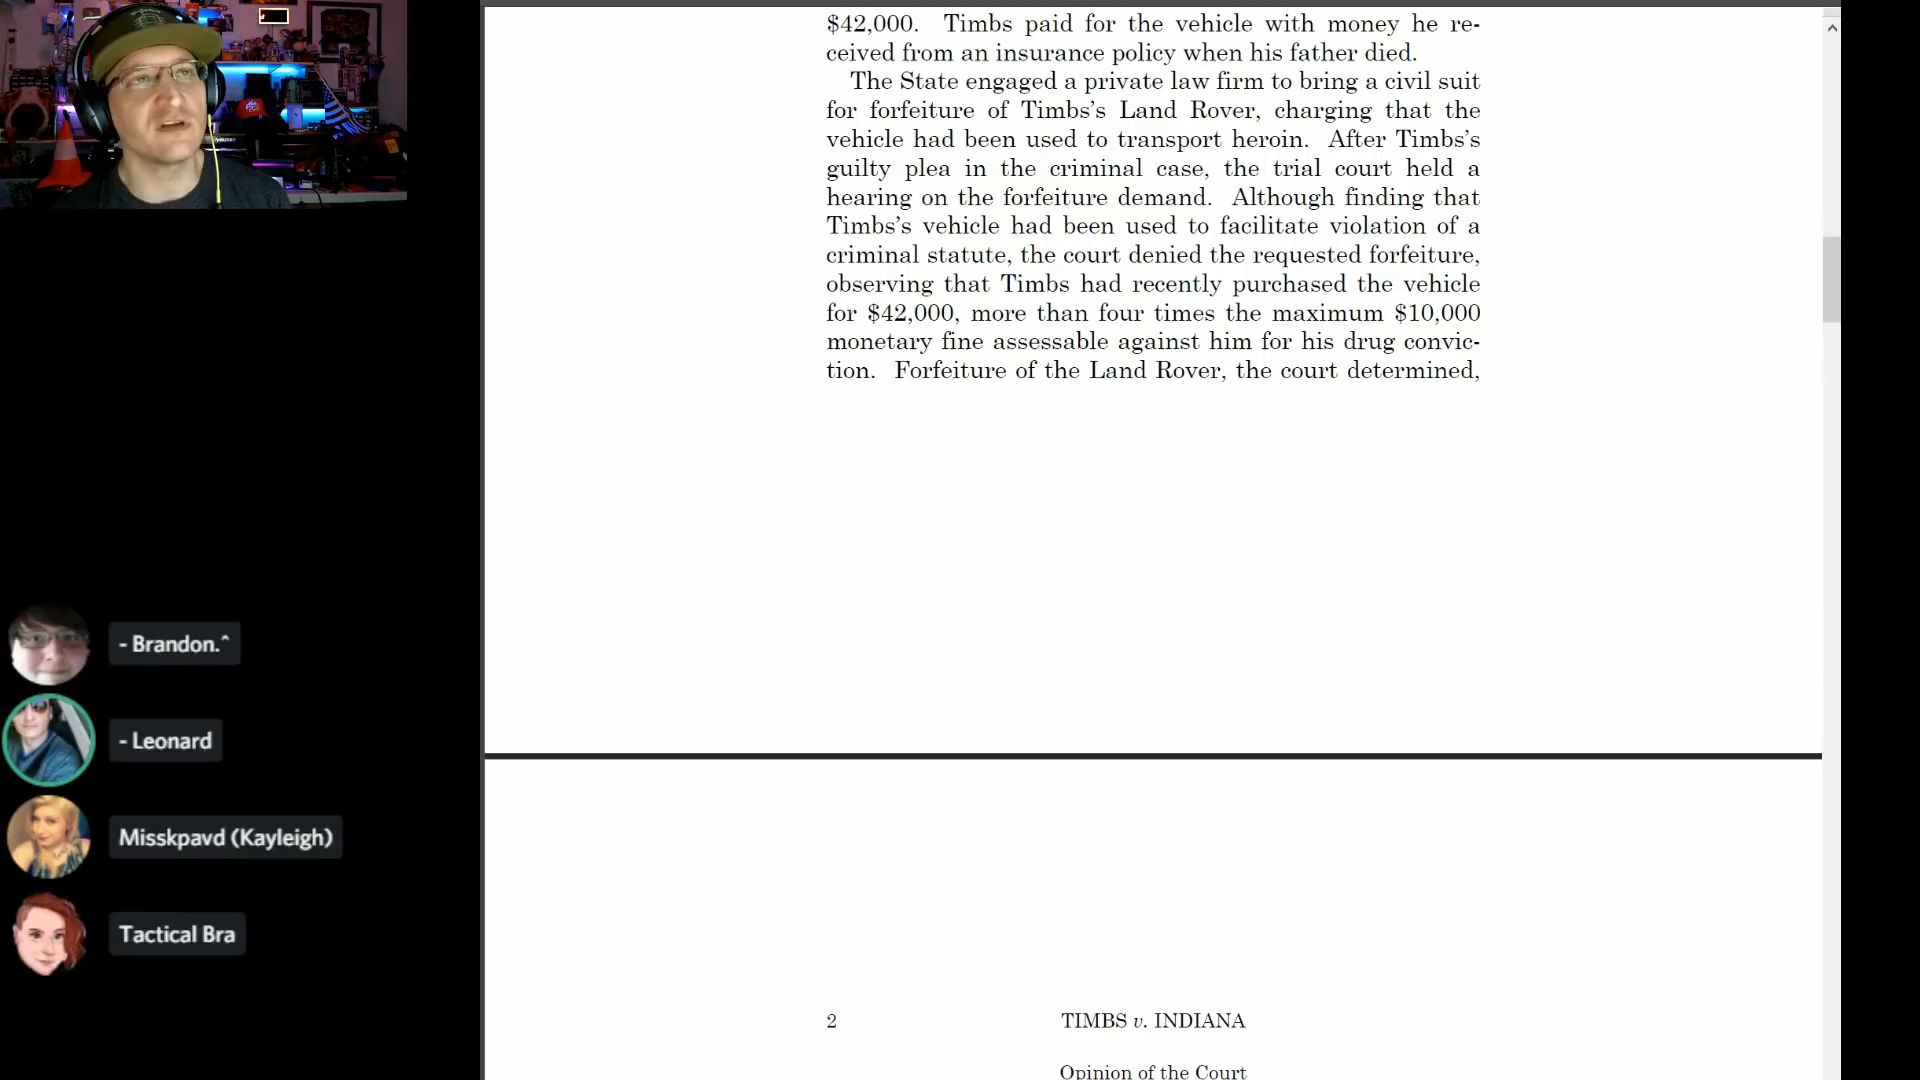 $42,000. Timbs paid for the vehicle with money he re-
ceived from an insurance policy when his father died.
The State engaged a private law firm to bring a civil suit
for forfeiture of Timbs’s Land Rover, charging that the
vehicle had been used to transport heroin. After Timbs’s
guilty plea in the criminal case, the trial court held a
hearing on the forfeiture demand. Although finding that
Timbs’s vehicle had been used to facilitate violation of a
criminal statute, the court denied the requested forfeiture,
observing that Timbs had recently purchased the vehicle
for $42,000, more than four times the maximum $10,000
monetary fine assessable against him for his drug convic-
tion. Forfeiture of the Land Rover, the court determined,
- Brandon.^
- Leonard
Misskpavd (Kayleigh)
Tactical Bra
2 TIMBS v. INDIANA
Opinion of the Court